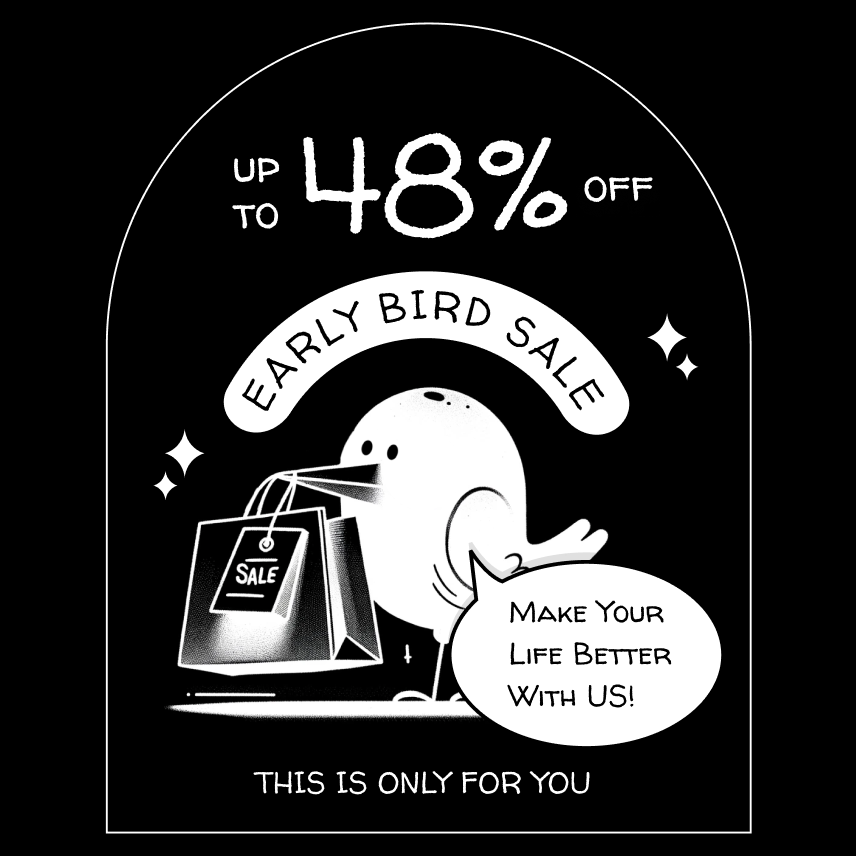 UP
TO
48%
OFF
EARLY BIRD SALE
SALE
Make Your
Life Better
With US!
THIS IS ONLY FOR YOU